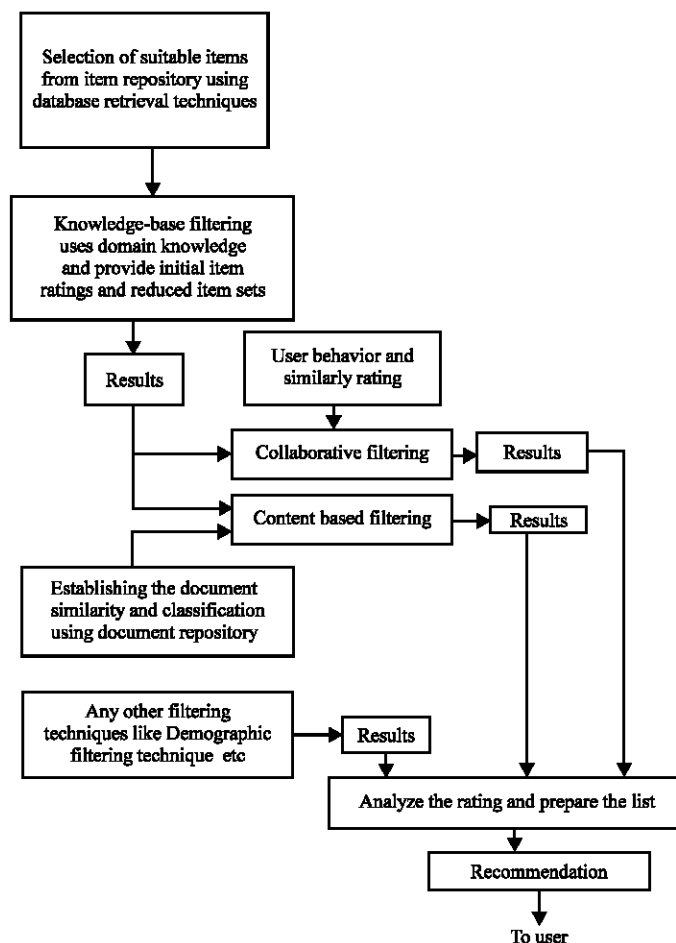 Selection of suitable items
from item repository using
database retrieval techniques
Knowledge-base filtering
uses domain knowledge
and provide initial item
ratings and reduced item sets
Results
User behavior and
similarly rating
Collaborative filtering
Results
Content based filtering
Results
Establishing the document
similarity and classification
using document repository
Any other filtering
techniques like Demographic
filtering technique etc
Results
Analyze the rating and prepare the list
Recommendation
To user